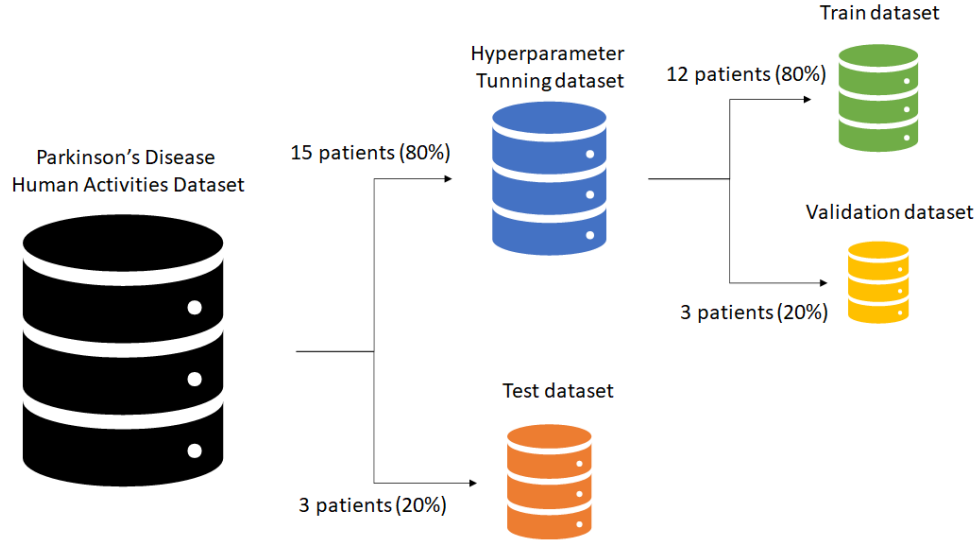 Parkinson's Disease
Human Activities Dataset
15 patients (80%)
3 patients (20%)
Hyperparameter
Tunning dataset
Test dataset
12 patients (80%)
3 patients (20%)
Train dataset
Validation dataset